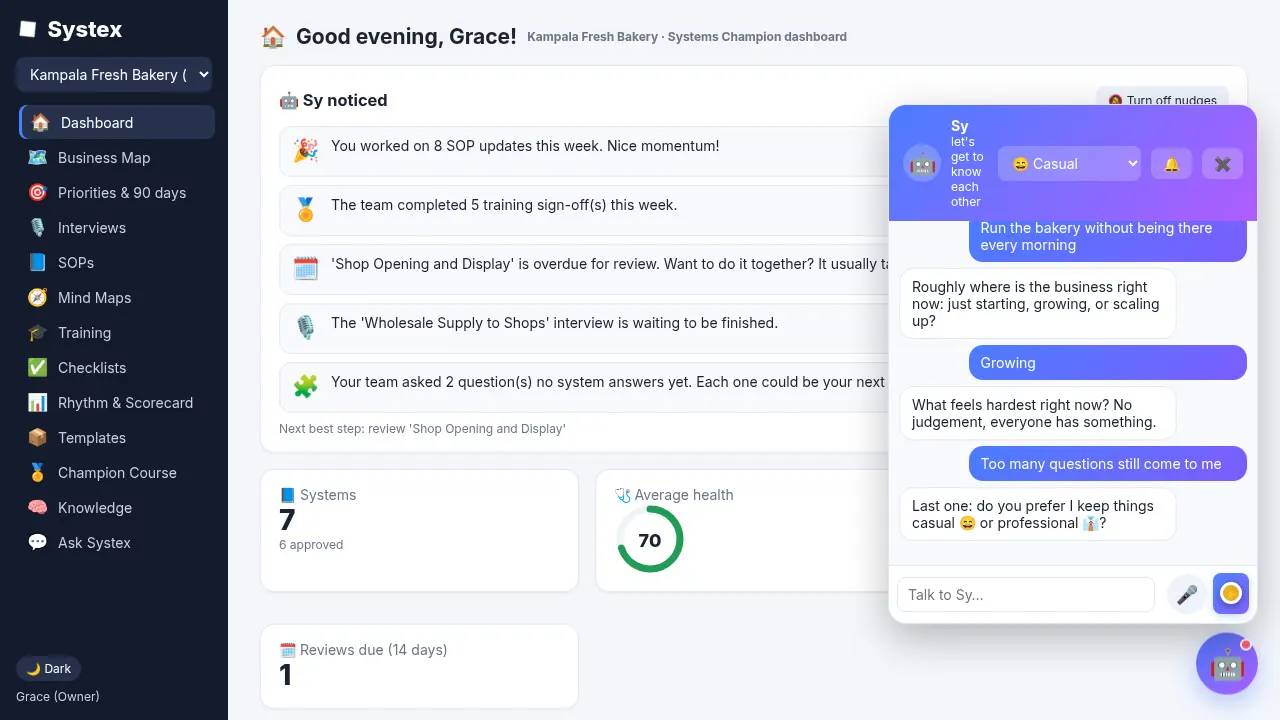 Systex
Kampala Fresh Bakery (
Dashboard
Business Map
Priorities & 90 days
Interviews
SOPs
Mind Maps
Training
Checklists
Rhythm & Scorecard
Templates
Champion Course
Knowledge
Ask Systex
Dark
Grace (Owner)
Good evening, Grace!
Kampala Fresh Bakery · Systems Champion dashboard
Sy noticed
Turn off nudges
You worked on 8 SOP updates this week. Nice momentum!
The team completed 5 training sign-off(s) this week.
'Shop Opening and Display' is overdue for review. Want to do it together? It usually ta
The 'Wholesale Supply to Shops' interview is waiting to be finished.
Your team asked 2 question(s) no system answers yet. Each one could be your next
Next best step: review 'Shop Opening and Display'
Systems
7
6 approved
Average health
70
Reviews due (14 days)
1
Sy
let's
get to
know
each
other
Casual
Run the bakery without being there
every morning
Roughly where is the business right
now: just starting, growing, or scaling
up?
Growing
What feels hardest right now? No
judgement, everyone has something.
Too many questions still come to me
Last one: do you prefer I keep things
casual 😄 or professional 👔?
Talk to Sy...